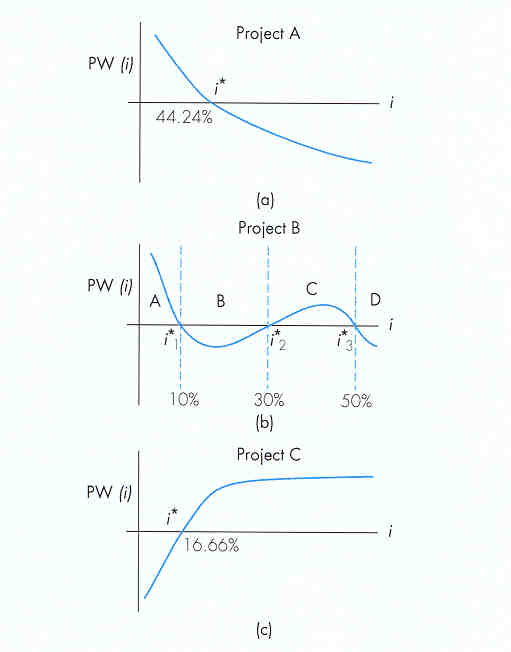 Project A
PW (i)
i*
i
44.24%
(a)
Project B
PW (i)
A
B
C
D
i
i*1
i*2
i*3
10%
30%
50%
(b)
Project C
PW (i)
i*
i
16.66%
(c)